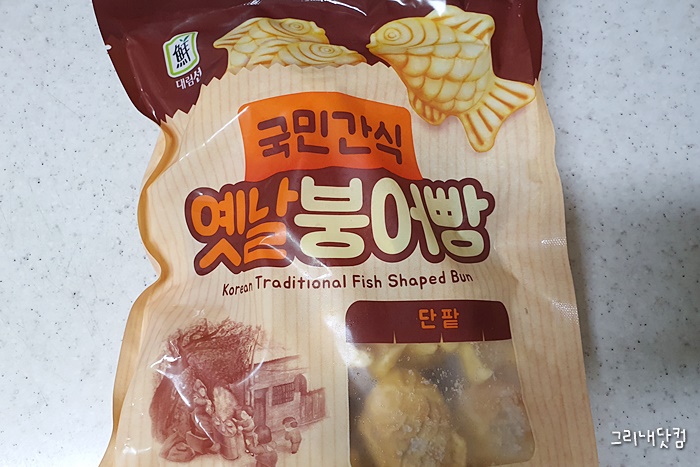 鮮
대림선
국민간식
옛날붕어빵
Korean Traditional Fish Shaped Bun
단팥
그리내닷컴